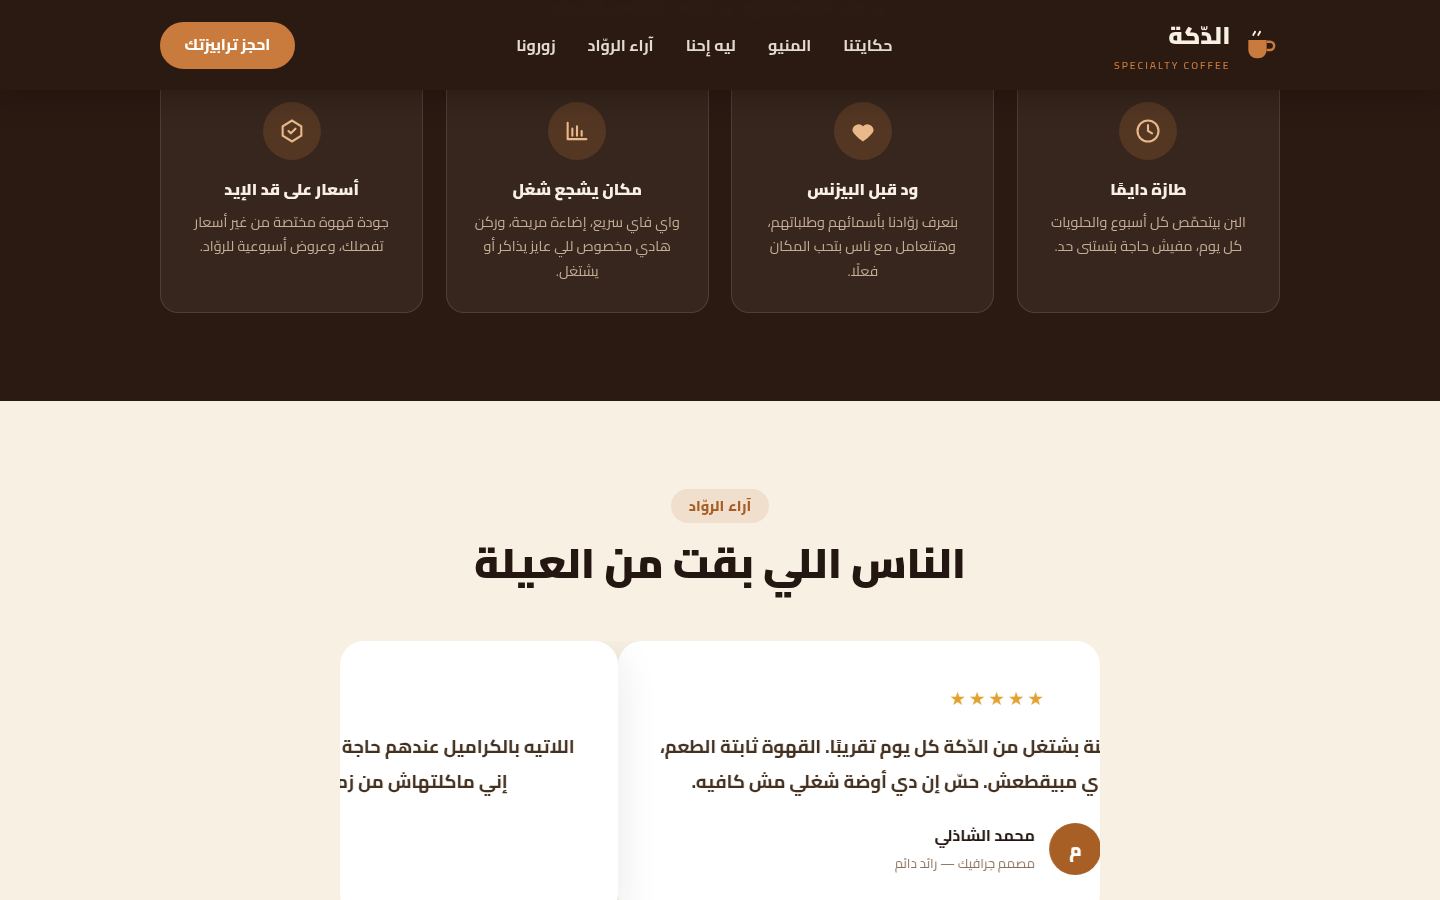 الدّكة
SPECIALTY COFFEE
حكايتنا
المنيو
ليه إحنا
آراء الروّاد
زورونا
احجز ترابيزتك
طازة دايمًا
البن بيتحمّص كل أسبوع والحلويات
كل يوم، مفيش حاجة بتستنى حد.
ود قبل البيزنس
بنعرف روّادنا بأسمائهم وطلباتهم،
وهتتعامل مع ناس بتحب المكان
فعلًا.
مكان يشجع شغل
واي فاي سريع، إضاءة مريحة، وركن
هادي مخصوص للي عايز يذاكر أو
يشتغل.
أسعار على قد الإيد
جودة قهوة مختصة من غير أسعار
تفصلك، وعروض أسبوعية للروّاد.
آراء الروّاد
الناس اللي بقت من العيلة
★★★★★
بشتغل من الدّكة كل يوم تقريبًا. القهوة ثابتة الطعم،
مبيقطعش. حسّ إن دي أوضة شغلي مش كافيه.
م
محمد الشاذلي
مصمم جرافيك — رائد دائم
اللاتيه بالكراميل عندهم حاجة
إني ماكلتهاش من